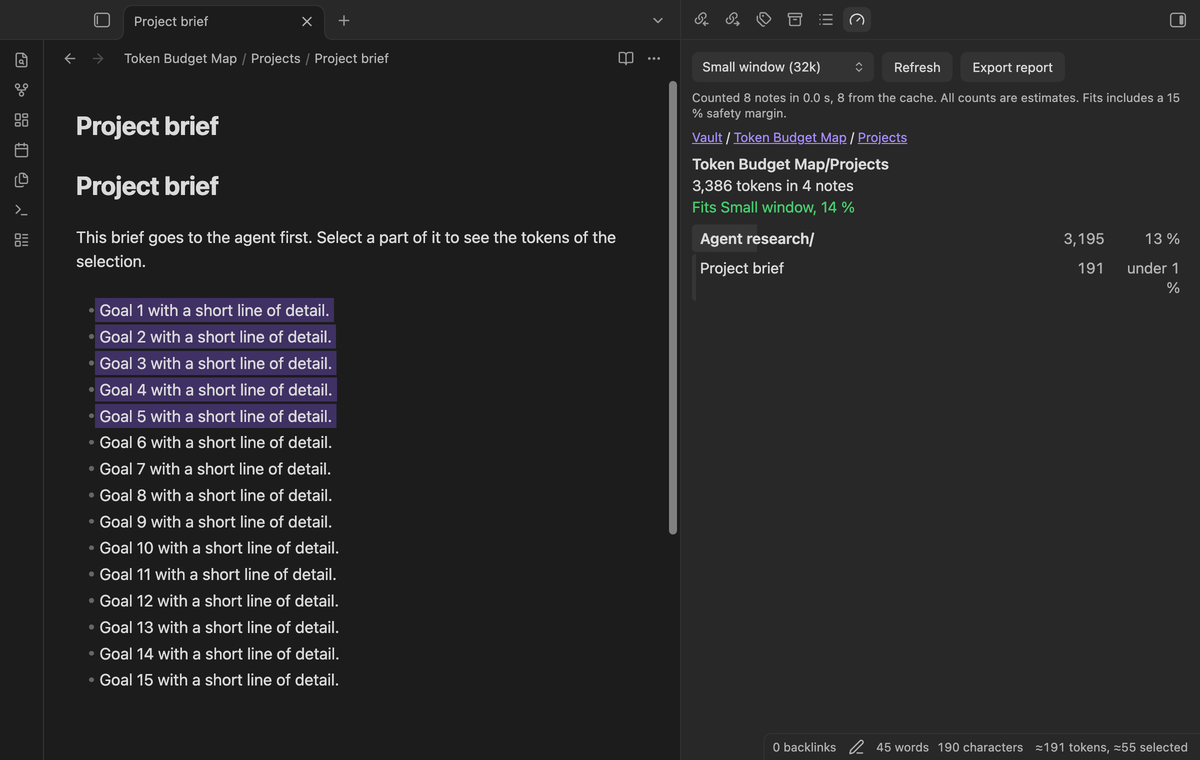 Project brief
Token Budget Map / Projects / Project brief
Project brief
Project brief
This brief goes to the agent first. Select a part of it to see the tokens of the
selection.
Goal 1 with a short line of detail.
Goal 2 with a short line of detail.
Goal 3 with a short line of detail.
Goal 4 with a short line of detail.
Goal 5 with a short line of detail.
Goal 6 with a short line of detail.
Goal 7 with a short line of detail.
Goal 8 with a short line of detail.
Goal 9 with a short line of detail.
Goal 10 with a short line of detail.
Goal 11 with a short line of detail.
Goal 12 with a short line of detail.
Goal 13 with a short line of detail.
Goal 14 with a short line of detail.
Goal 15 with a short line of detail.
Small window (32k) Refresh Export report
Counted 8 notes in 0.0 s, 8 from the cache. All counts are estimates. Fits includes a 15
% safety margin.
Vault / Token Budget Map / Projects
Token Budget Map/Projects
3,386 tokens in 4 notes
Fits Small window, 14 %
Agent research/ 3,195 13 %
Project brief 191 under 1
%
0 backlinks 45 words 190 characters ≈191 tokens, ≈55 selected